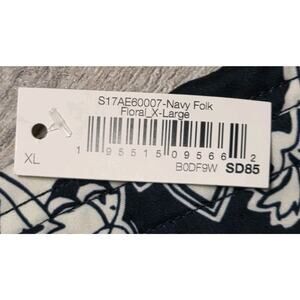 S17AE60007-Navy Folk
Floral_X-Large
XL
1 95515 09566 2
B0DF9W SD85